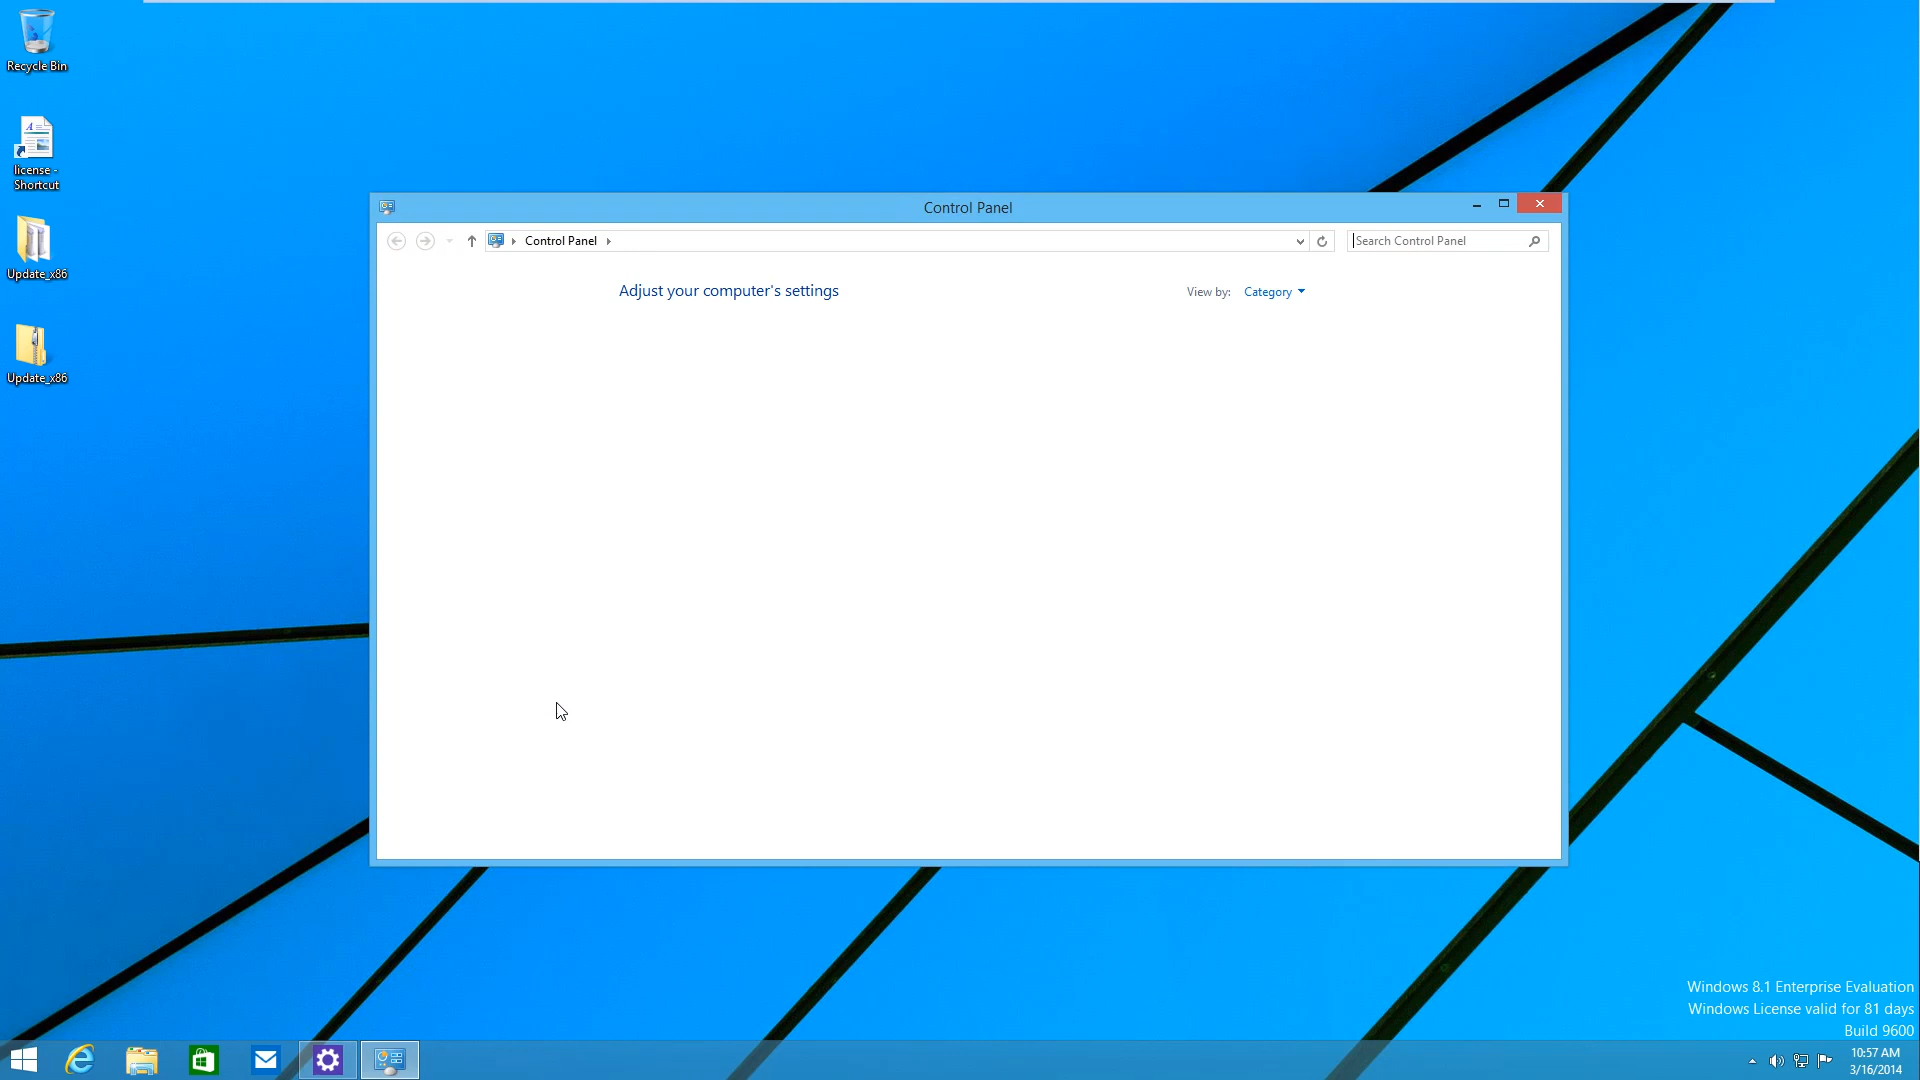 Recycle Bin
license -
Shortcut
Update_x86
Update_x86
Control Panel
Control Panel
Search Control Panel
Adjust your computer's settings
View by:
Category
Windows 8.1 Enterprise Evaluation
Windows License valid for 81 days
Build 9600
10:57 AM
3/16/2014